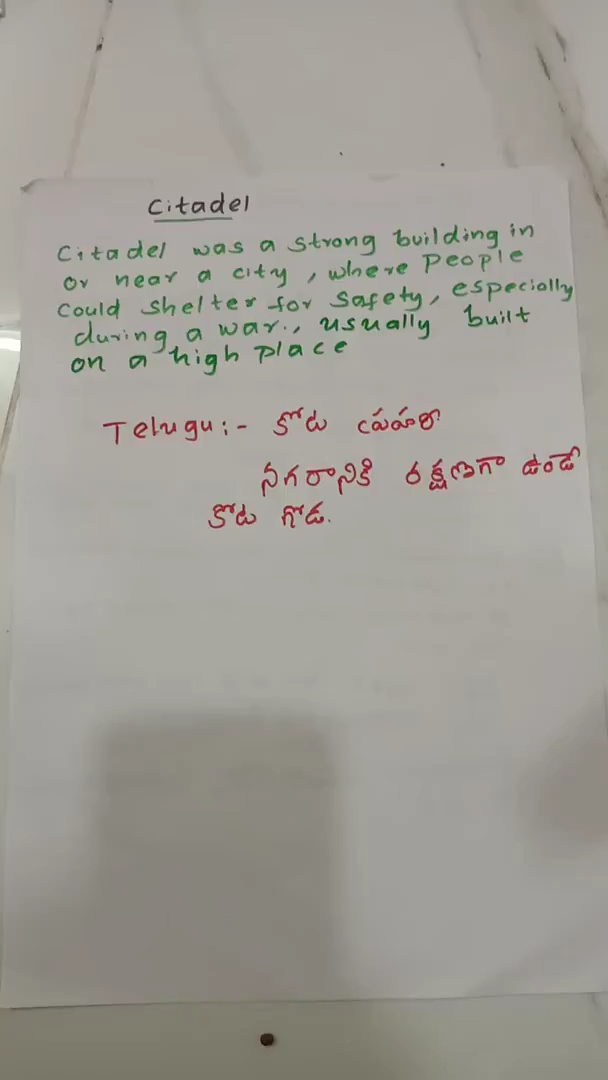 Citadel
Citadel was a strong building in
or near a city, where people
could shelter for safety, especially
during a war., usually built
on a high place
Telugu:- కోట
నగరానికి రక్షణగా ఉండే
కోట గోడ.